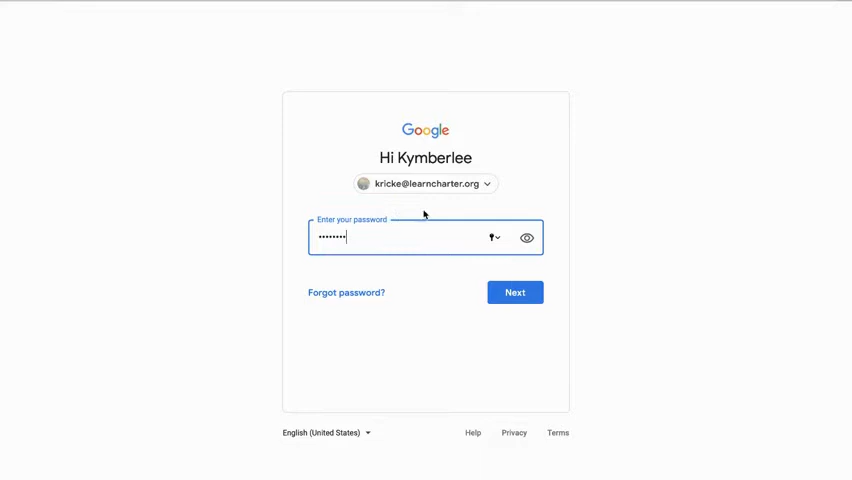 Google
Hi Kymberlee
kricke@learncharter.org
Enter your password
••••••••
Forgot password?
Next
English (United States)
Help
Privacy
Terms